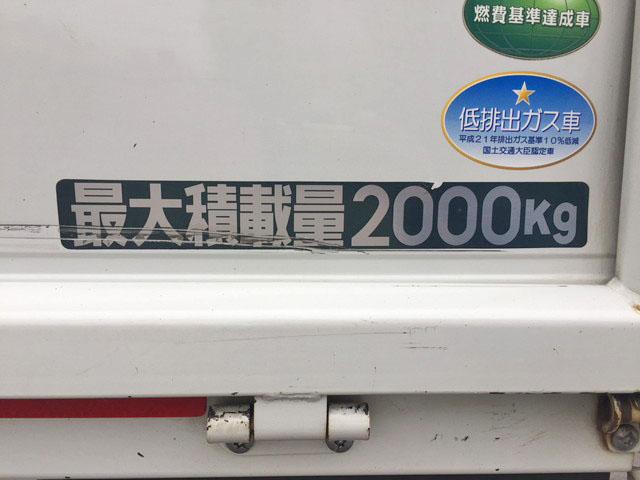 燃費基準達成車
低排出ガス車
平成21年排出ガス基準10%低減
国土交通大臣認定車
最大積載量2000Kg